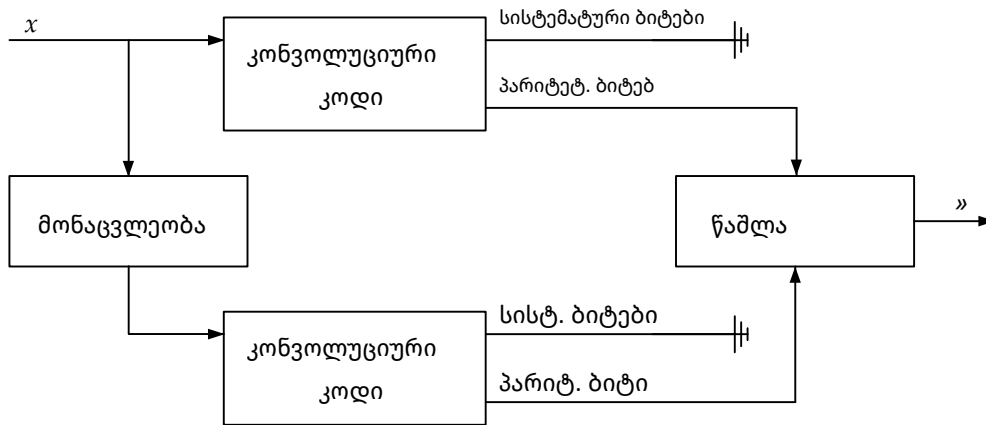 x
სისტემატური ბიტები
კონვოლუციური
კოდი
პარიტეტ. ბიტებ
მონაცვლეობა
წაშლა
»
სისტ. ბიტები
კონვოლუციური
კოდი
პარიტ. ბიტი